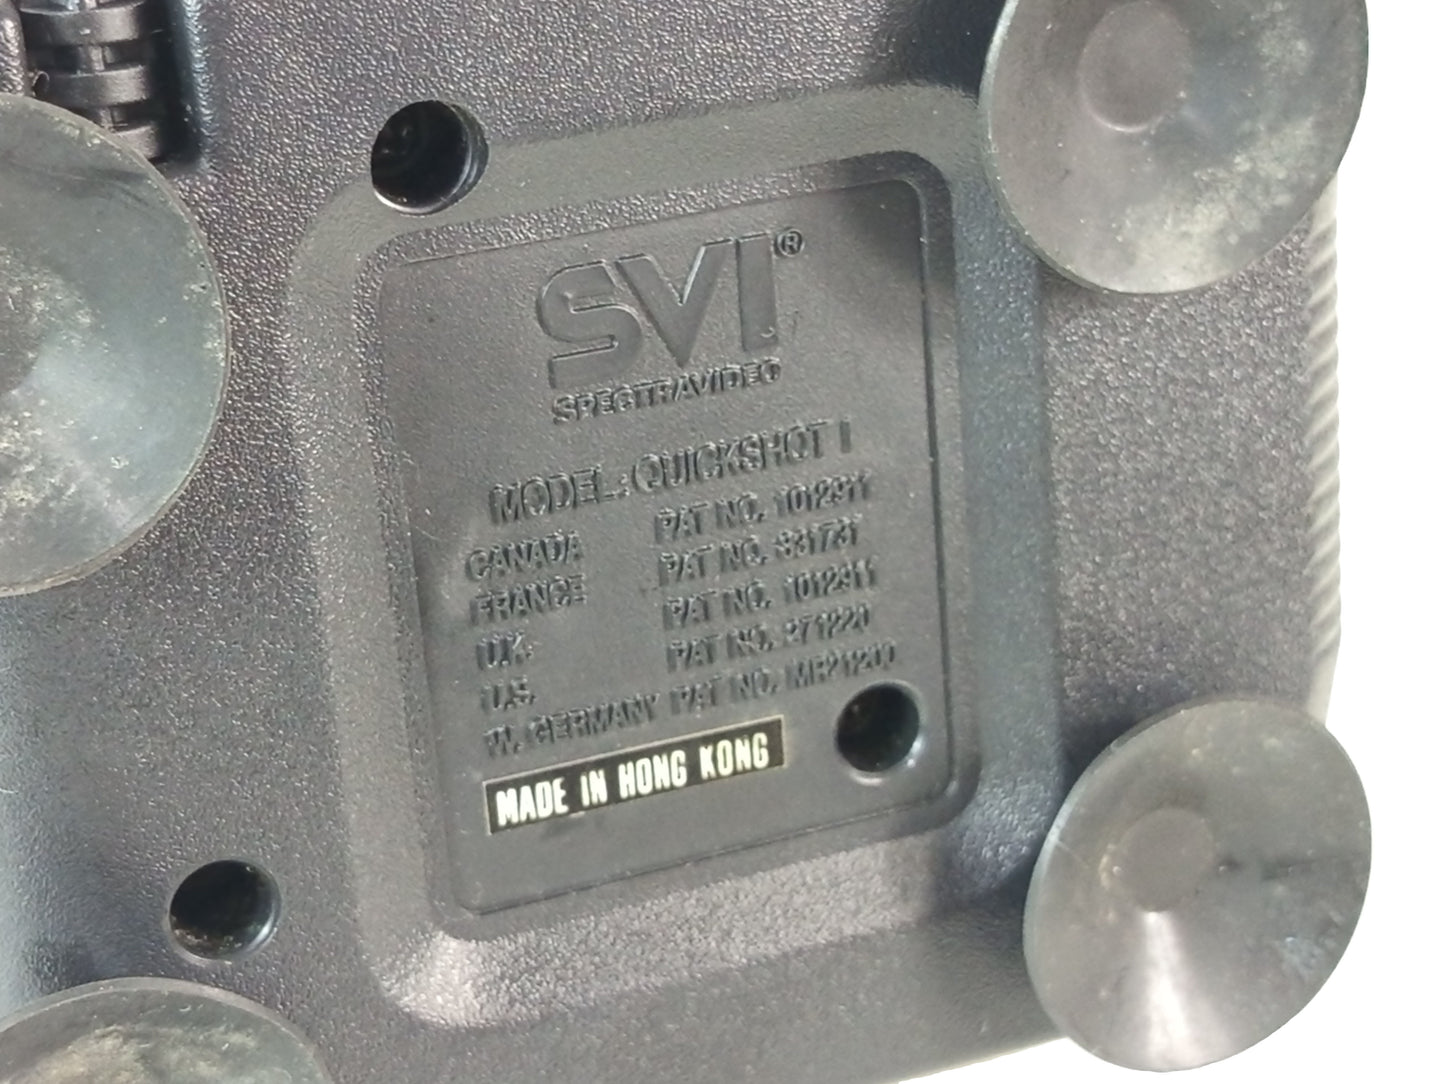 SVI®
SPECTRAVIDEO
MODEL: QUICKSHOT I
CANADA PAT NO. 1012911
FRANCE PAT NO. 831731
U.K. PAT NO. 1012911
U.S. PAT NO. 271220
W. GERMANY PAT NO. MR21200
MADE IN HONG KONG